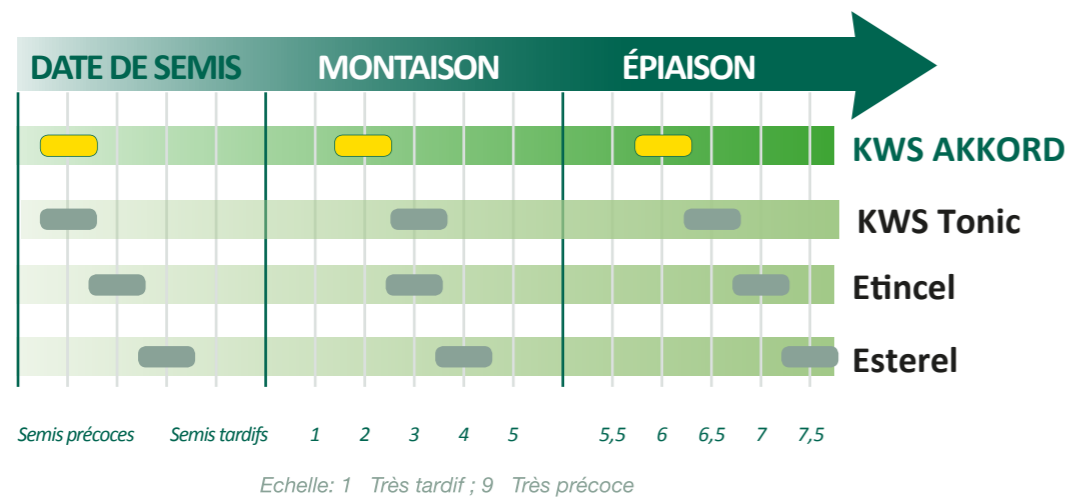 DATE DE SEMIS MONTAISON ÉPIAISON
KWS AKKORD
KWS Tonic
Etincel
Esterel
Semis précoces Semis tardifs 1 2 3 4 5 5,5 6 6,5 7 7,5
Echelle: 1 Très tardif ; 9 Très précoce